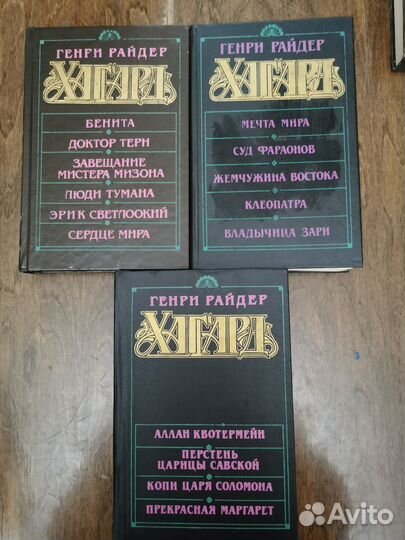 ГЕНРИ РАЙДЕР
ХАГГАРД
БЕНИТА
ДОКТОР ТЕРН
ЗАВЕЩАНИЕ
МИСТЕРА МИЗОНА
ЛЮДИ ТУМАНА
ЭРИК СВЕТЛООКИЙ
СЕРДЦЕ МИРА
ГЕНРИ РАЙДЕР
ХАГГАРД
МЕЧТА МИРА
СУД ФАРАОНОВ
ЖЕМЧУЖИНА ВОСТОКА
КЛЕОПАТРА
ВЛАДЫЧИЦА ЗАРИ
ГЕНРИ РАЙДЕР
ХАГГАРД
АЛЛАН КВОТЕРМЕЙН
ПЕРСТЕНЬ
ЦАРИЦЫ САВСКОЙ
КОПИ ЦАРЯ СОЛОМОНА
ПРЕКРАСНАЯ МАРГАРЕТ
Avito